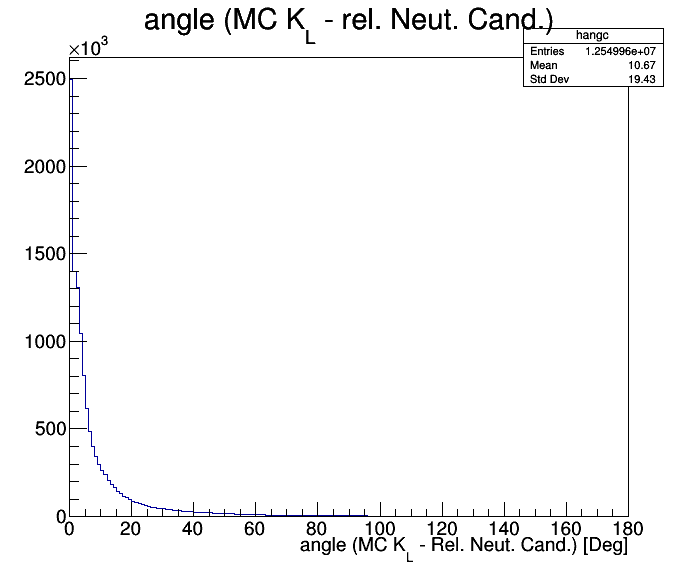 angle (MC K_L - rel. Neut. Cand.)
hangc
Entries 1.254996e+07
Mean 10.67
Std Dev 19.43
×10³
2500
2000
1500
1000
500
0
0 20 40 60 80 100 120 140 160 180
angle (MC K_L - Rel. Neut. Cand.) [Deg]